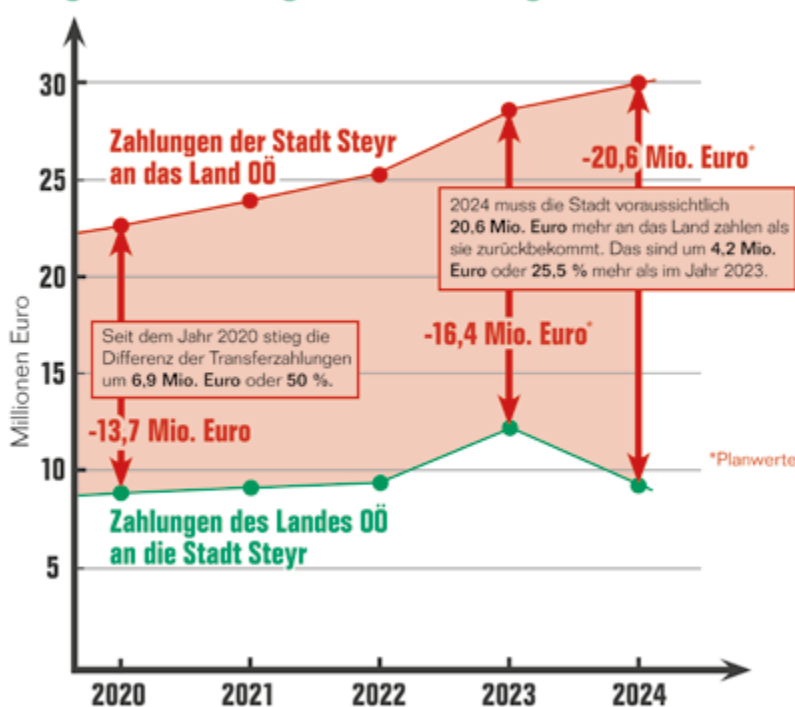 30
25
20
15
10
5
Millionen Euro
Zahlungen der Stadt Steyr
an das Land OÖ
-20,6 Mio. Euro*
2024 muss die Stadt voraussichtlich
20,6 Mio. Euro mehr an das Land zahlen als
sie zurückbekommt. Das sind um 4,2 Mio.
Euro oder 25,5 % mehr als im Jahr 2023.
-16,4 Mio. Euro*
Seit dem Jahr 2020 stieg die
Differenz der Transferzahlungen
um 6,9 Mio. Euro oder 50 %.
-13,7 Mio. Euro
*Planwerte
Zahlungen des Landes OÖ
an die Stadt Steyr
2020 2021 2022 2023 2024